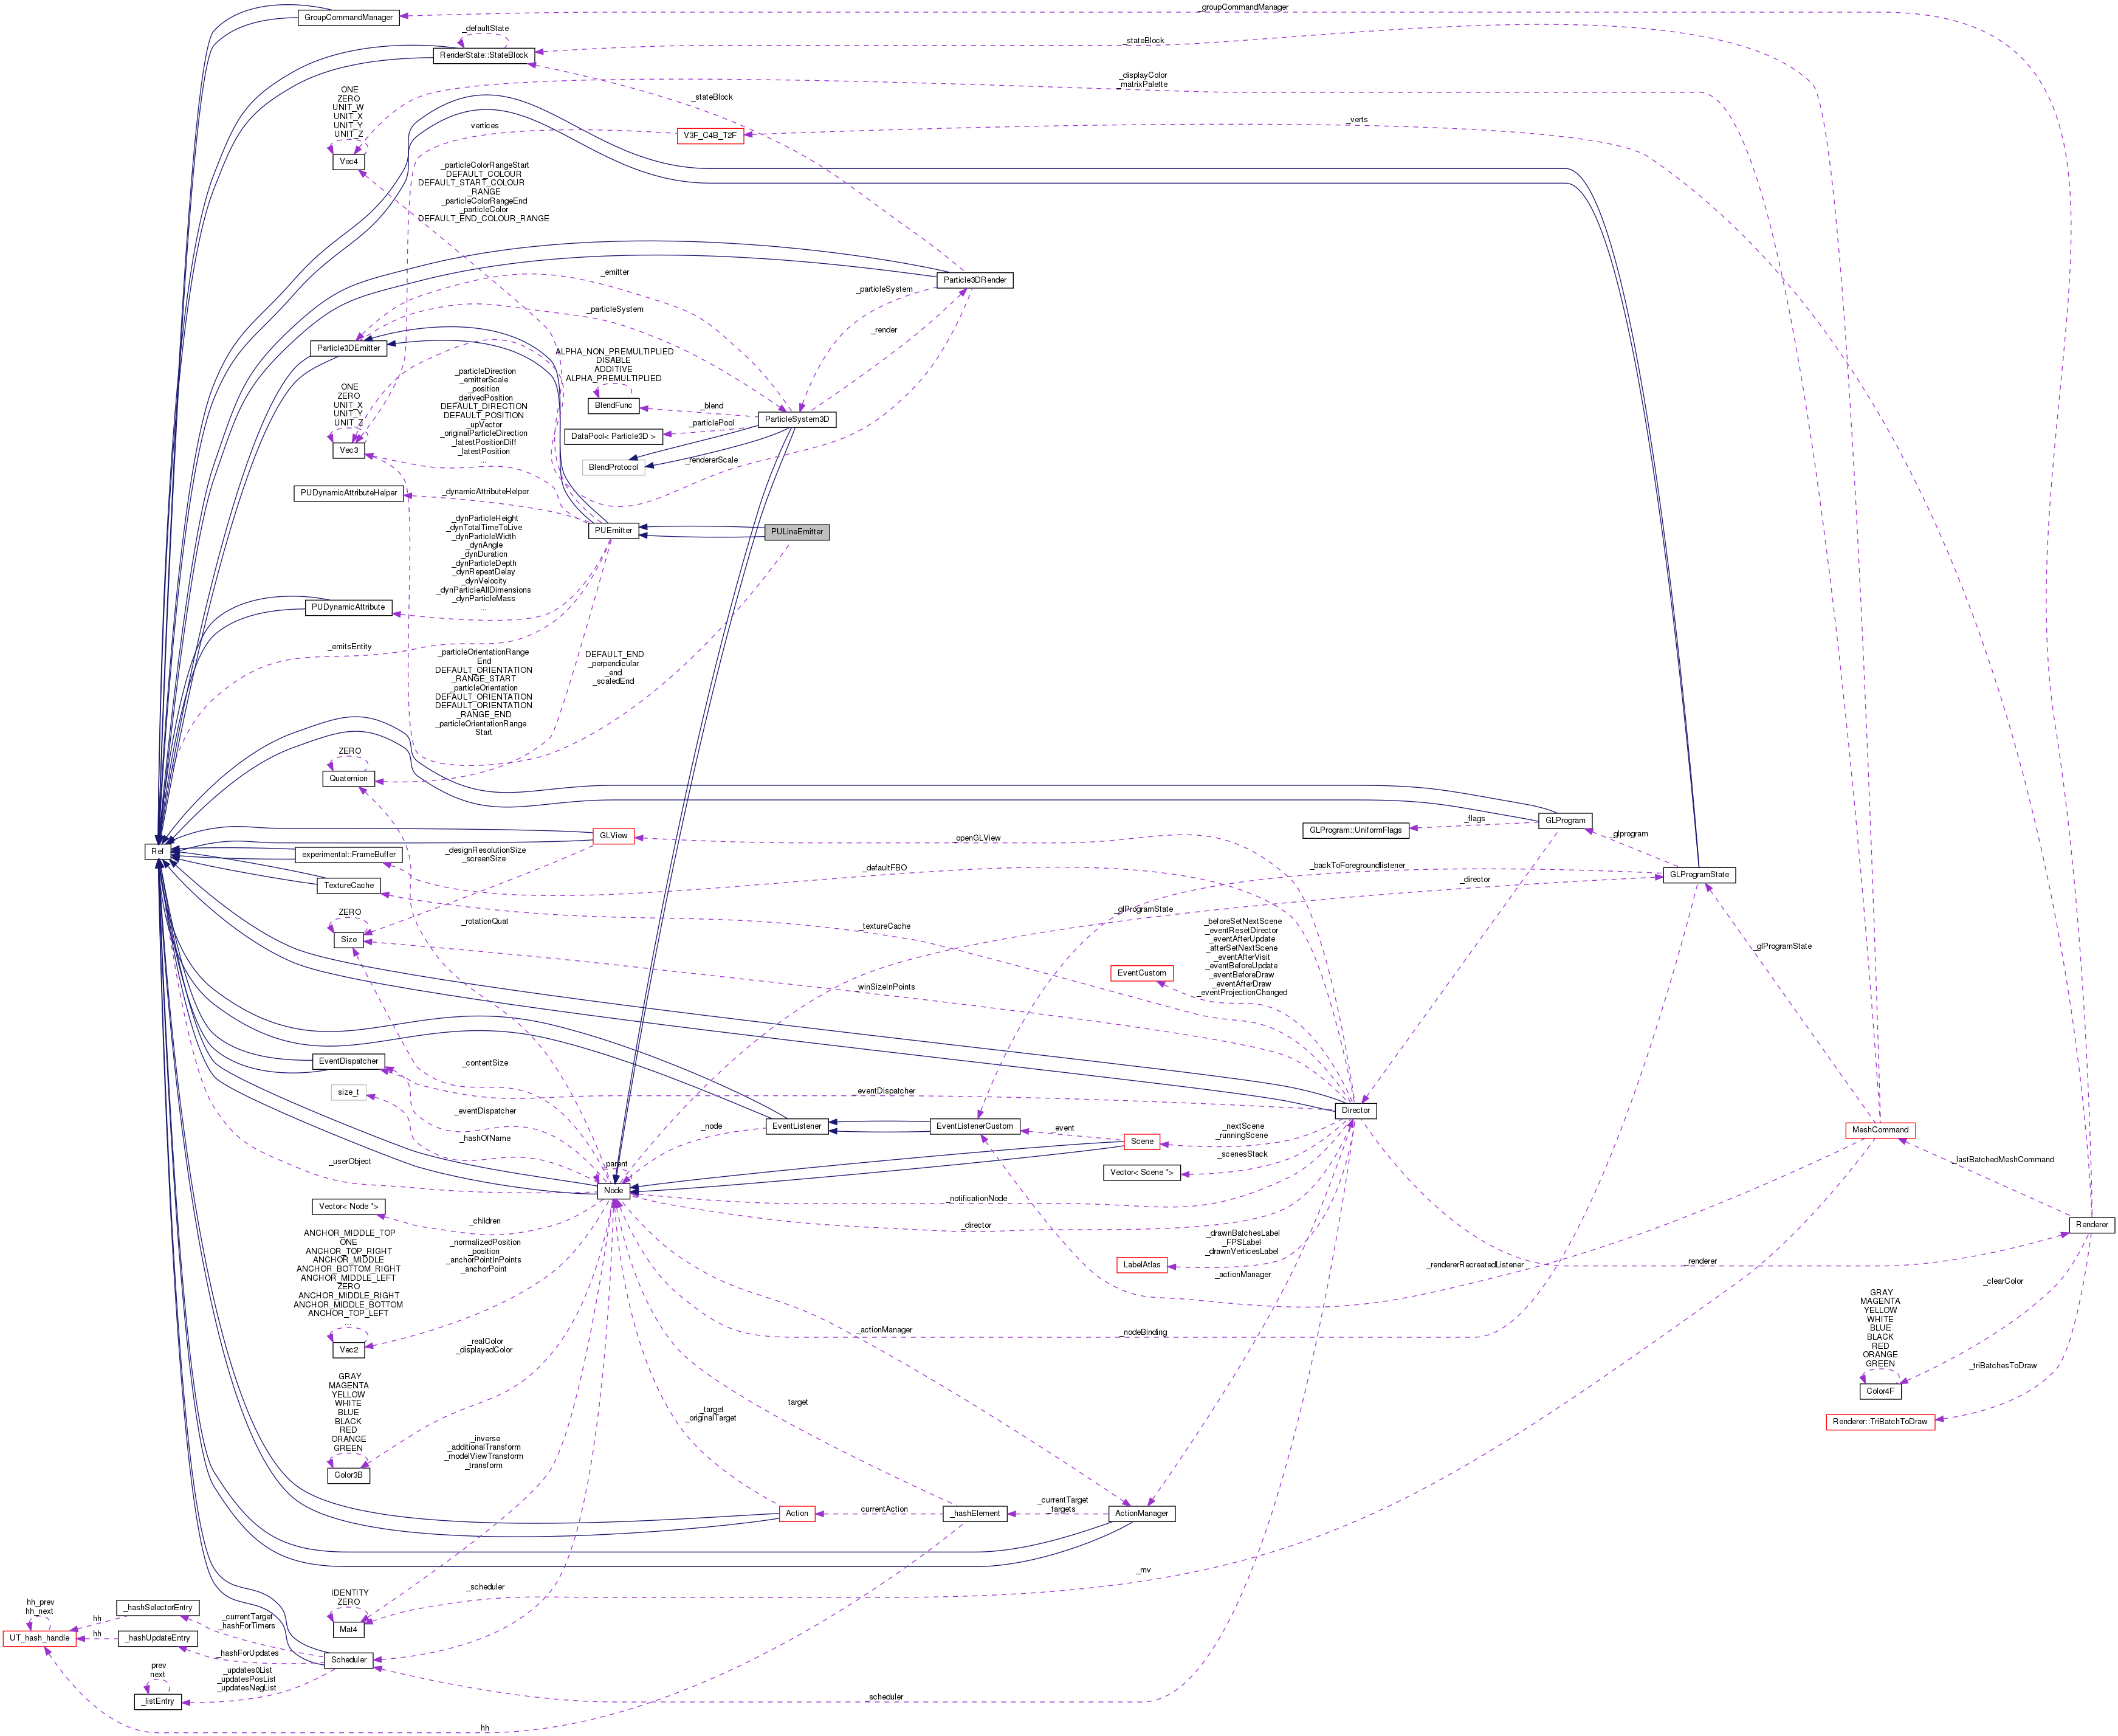 GroupCommandManager
_groupCommandManager
_defaultState
RenderState::StateBlock
_stateBlock
_displayColor
_matrixPalette
ONE
ZERO
UNIT_W
UNIT_X
UNIT_Y
UNIT_Z
Vec4
_stateBlock
vertices
V3F_C4B_T2F
_verts
_particleColorRangeStart
DEFAULT_COLOUR
DEFAULT_START_COLOUR
_RANGE
_particleColorRangeEnd
_particleColor
DEFAULT_END_COLOUR_RANGE
_emitter
Particle3DRender
_particleSystem
_particleSystem
_render
Particle3DEmitter
ALPHA_NON_PREMULTIPLIED
DISABLE
ADDITIVE
ALPHA_PREMULTIPLIED
BlendFunc
_blend
ParticleSystem3D
_particlePool
DataPool< Particle3D >
BlendProtocol
_rendererScale
ONE
ZERO
UNIT_X
UNIT_Y
UNIT_Z
Vec3
_particleDirection
_emitterScale
_position
_derivedPosition
DEFAULT_DIRECTION
DEFAULT_POSITION
_upVector
_originalParticleDirection
_latestPositionDiff
_latestPosition
...
PUDynamicAttributeHelper
_dynamicAttributeHelper
PUEmitter
PULineEmitter
_dynParticleHeight
_dynTotalTimeToLive
_dynParticleWidth
_dynAngle
_dynDuration
_dynParticleDepth
_dynRepeatDelay
_dynVelocity
_dynParticleAllDimensions
_dynParticleMass
...
PUDynamicAttribute
_emitsEntity
_particleOrientationRange
End
DEFAULT_ORIENTATION
_RANGE_START
_particleOrientation
DEFAULT_ORIENTATION
DEFAULT_ORIENTATION
_RANGE_END
_particleOrientationRange
Start
DEFAULT_END
_perpendicular
_end
_scaledEnd
ZERO
Quaternion
GLView
_openGLView
GLProgram::UniformFlags
_flags
GLProgram
_glprogram
Ref
experimental::FrameBuffer
_designResolutionSize
_screenSize
_defaultFBO
_backToForegroundlistener
_director
GLProgramState
TextureCache
ZERO
Size
_rotationQuat
_textureCache
_glProgramState
_beforeSetNextScene
_eventResetDirector
_eventAfterUpdate
_afterSetNextScene
_eventAfterVisit
_eventBeforeUpdate
_eventBeforeDraw
_eventAfterDraw
_eventProjectionChanged
EventCustom
_winSizeInPoints
_glProgramState
EventDispatcher
_contentSize
size_t
_eventDispatcher
_eventDispatcher
_hashOfName
_node
EventListener
EventListenerCustom
_event
Scene
_nextScene
_runningScene
Director
MeshCommand
_userObject
_parent
Node
Vector< Scene *>
_scenesStack
_lastBatchedMeshCommand
Vector< Node *>
_children
_notificationNode
_director
Renderer
ANCHOR_MIDDLE_TOP
ONE
ANCHOR_TOP_RIGHT
ANCHOR_MIDDLE
ANCHOR_BOTTOM_RIGHT
ANCHOR_MIDDLE_LEFT
ZERO
ANCHOR_MIDDLE_RIGHT
ANCHOR_MIDDLE_BOTTOM
ANCHOR_TOP_LEFT
...
Vec2
_normalizedPosition
_position
_anchorPointInPoints
_anchorPoint
_drawnBatchesLabel
_FPSLabel
_drawnVerticesLabel
LabelAtlas
_actionManager
_rendererRecreatedListener
_renderer
_clearColor
_actionManager
_nodeBinding
_realColor
_displayedColor
GRAY
MAGENTA
YELLOW
WHITE
BLUE
BLACK
RED
ORANGE
GREEN
Color4F
_triBatchesToDraw
Renderer::TriBatchToDraw
GRAY
MAGENTA
YELLOW
WHITE
BLUE
BLACK
RED
ORANGE
GREEN
Color3B
_target
_originalTarget
target
_inverse
_additionalTransform
_modelViewTransform
_transform
Action
currentAction
_hashElement
_currentTarget
_targets
ActionManager
_mv
IDENTITY
ZERO
Mat4
_scheduler
hh_prev
hh_next
UT_hash_handle
hh
_hashSelectorEntry
hh
_hashUpdateEntry
_currentTarget
_hashForTimers
_hashForUpdates
Scheduler
prev
next
_listEntry
_updates0List
_updatesPosList
_updatesNegList
_scheduler
hh